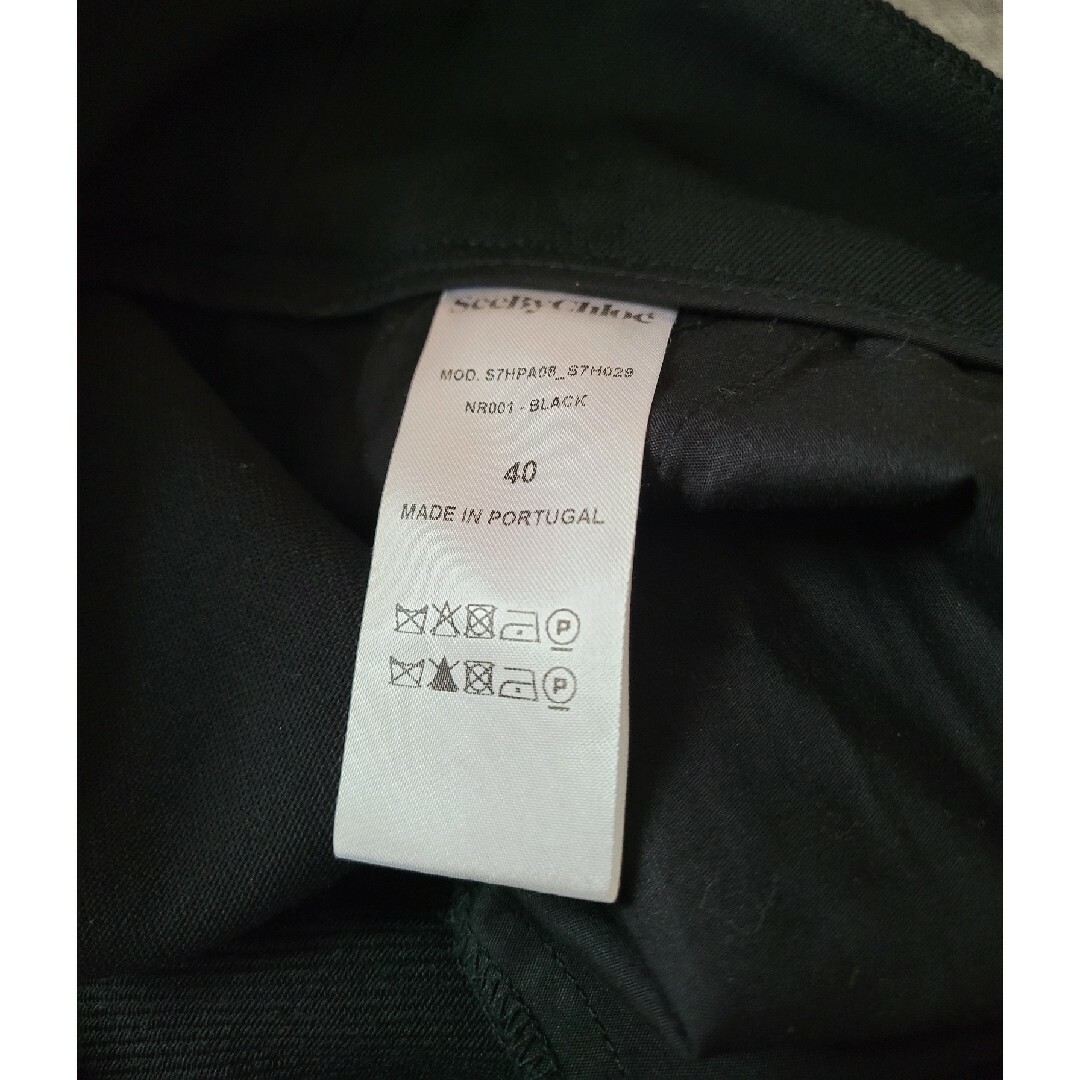 SeeByChloé
MOD. S7HPA08_S7H029
NR001 - BLACK
40
MADE IN PORTUGAL
P
P